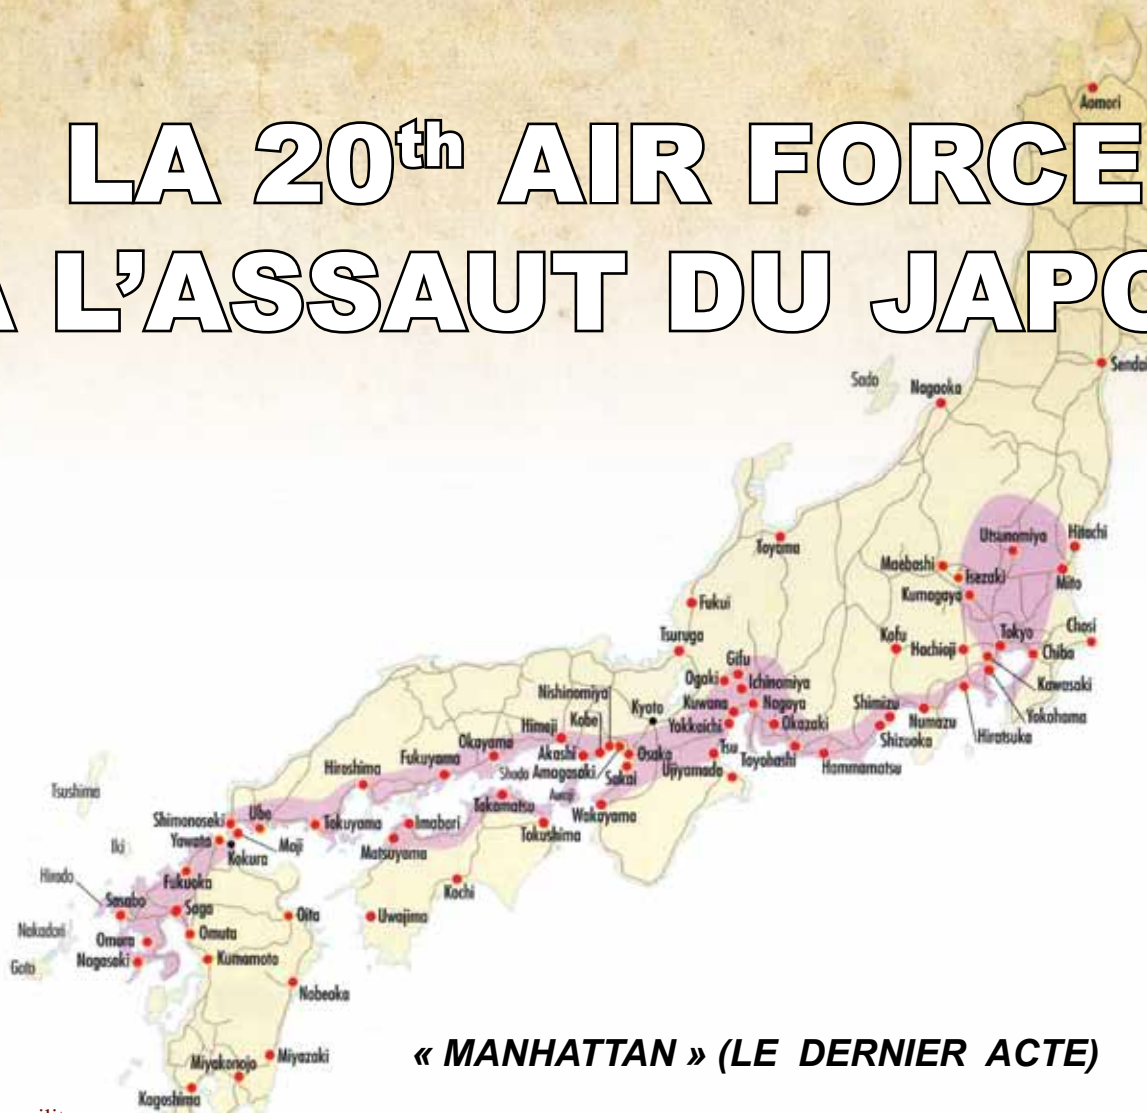 Aomori
LA 20th AIR FORCE
À L’ASSAUT DU JAPO
Sendai
Sado
Nagaoka
Utsunomiya
Hitachi
Toyama
Maebashi
Isezaki
Mito
Kumagaya
Fukui
Tsuruga
Kofu
Hachioji
Tokyo
Chosi
Chiba
Gifu
Ogaki
Ichinomiya
Kawasaki
Nishinomiya
Kuwana
Nagoya
Shimizu
Yokohama
Himeji
Kobe
Kyoto
Yokkaichi
Okazaki
Numazu
Hiratsuka
Okayama
Akashi
Osaka
Tsu
Shizuoka
Fukuyama
Shodo
Amagasaki
Sakai
Ujiyamada
Toyohashi
Hammamatsu
Hiroshima
Tsushima
Awaji
Takamatsu
Wakayama
Shimonoseki
Ube
Tokuyama
Imabari
Tokushima
Yawata
Moji
Matsuyama
Iki
Kokura
Hirado
Fukuoka
Kochi
Sasebo
Saga
Oita
Uwajima
Nakadori
Omuta
Omura
Goto
Nagasaki
Kumamoto
Nobeoka
« MANHATTAN » (LE DERNIER ACTE)
Miyakonojo
Miyazaki
Kagoshima